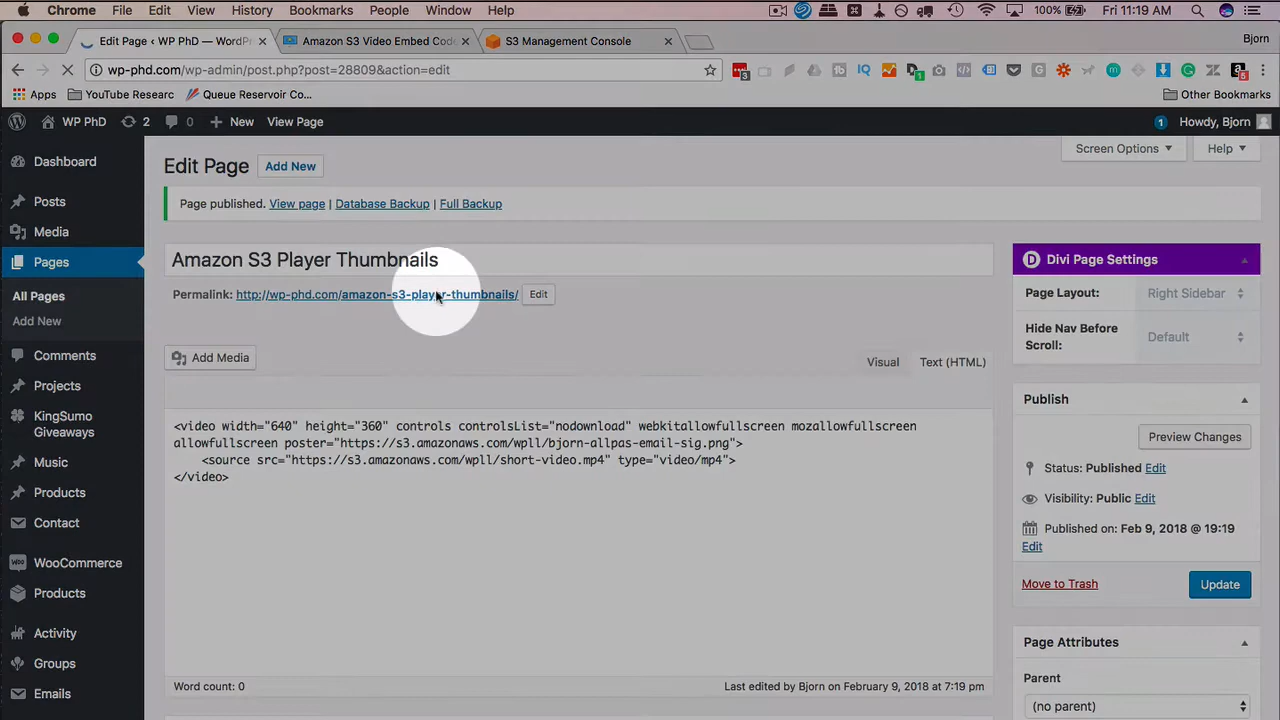 Chrome File Edit View History Bookmarks People Window Help 100% Fri 11:19 AM
Edit Page ‹ WP PhD — WordPr
Amazon S3 Video Embed Code
S3 Management Console
Bjorn
wp-phd.com/wp-admin/post.php?post=28809&action=edit
Apps YouTube Researc Queue Reservoir Co... Other Bookmarks
WP PhD 2 0 New View Page 1 Howdy, Bjorn
Screen Options Help
Dashboard
Posts
Media
Pages
All Pages
Add New
Comments
Projects
KingSumo
Giveaways
Music
Products
Contact
WooCommerce
Products
Activity
Groups
Emails
Edit Page Add New
Page published. View page | Database Backup | Full Backup
Amazon S3 Player Thumbnails
Permalink: http://wp-phd.com/amazon-s3-player-thumbnails/ Edit
Add Media Visual Text (HTML)
<video width="640" height="360" controls controlsList="nodownload" webkitallowfullscreen mozallowfullscreen
allowfullscreen poster="https://s3.amazonaws.com/wpll/bjorn-allpas-email-sig.png">
<source src="https://s3.amazonaws.com/wpll/short-video.mp4" type="video/mp4">
</video>
Word count: 0 Last edited by Bjorn on February 9, 2018 at 7:19 pm
Divi Page Settings
Page Layout: Right Sidebar
Hide Nav Before
Scroll: Default
Publish
Preview Changes
Status: Published Edit
Visibility: Public Edit
Published on: Feb 9, 2018 @ 19:19
Edit
Move to Trash Update
Page Attributes
Parent
(no parent)